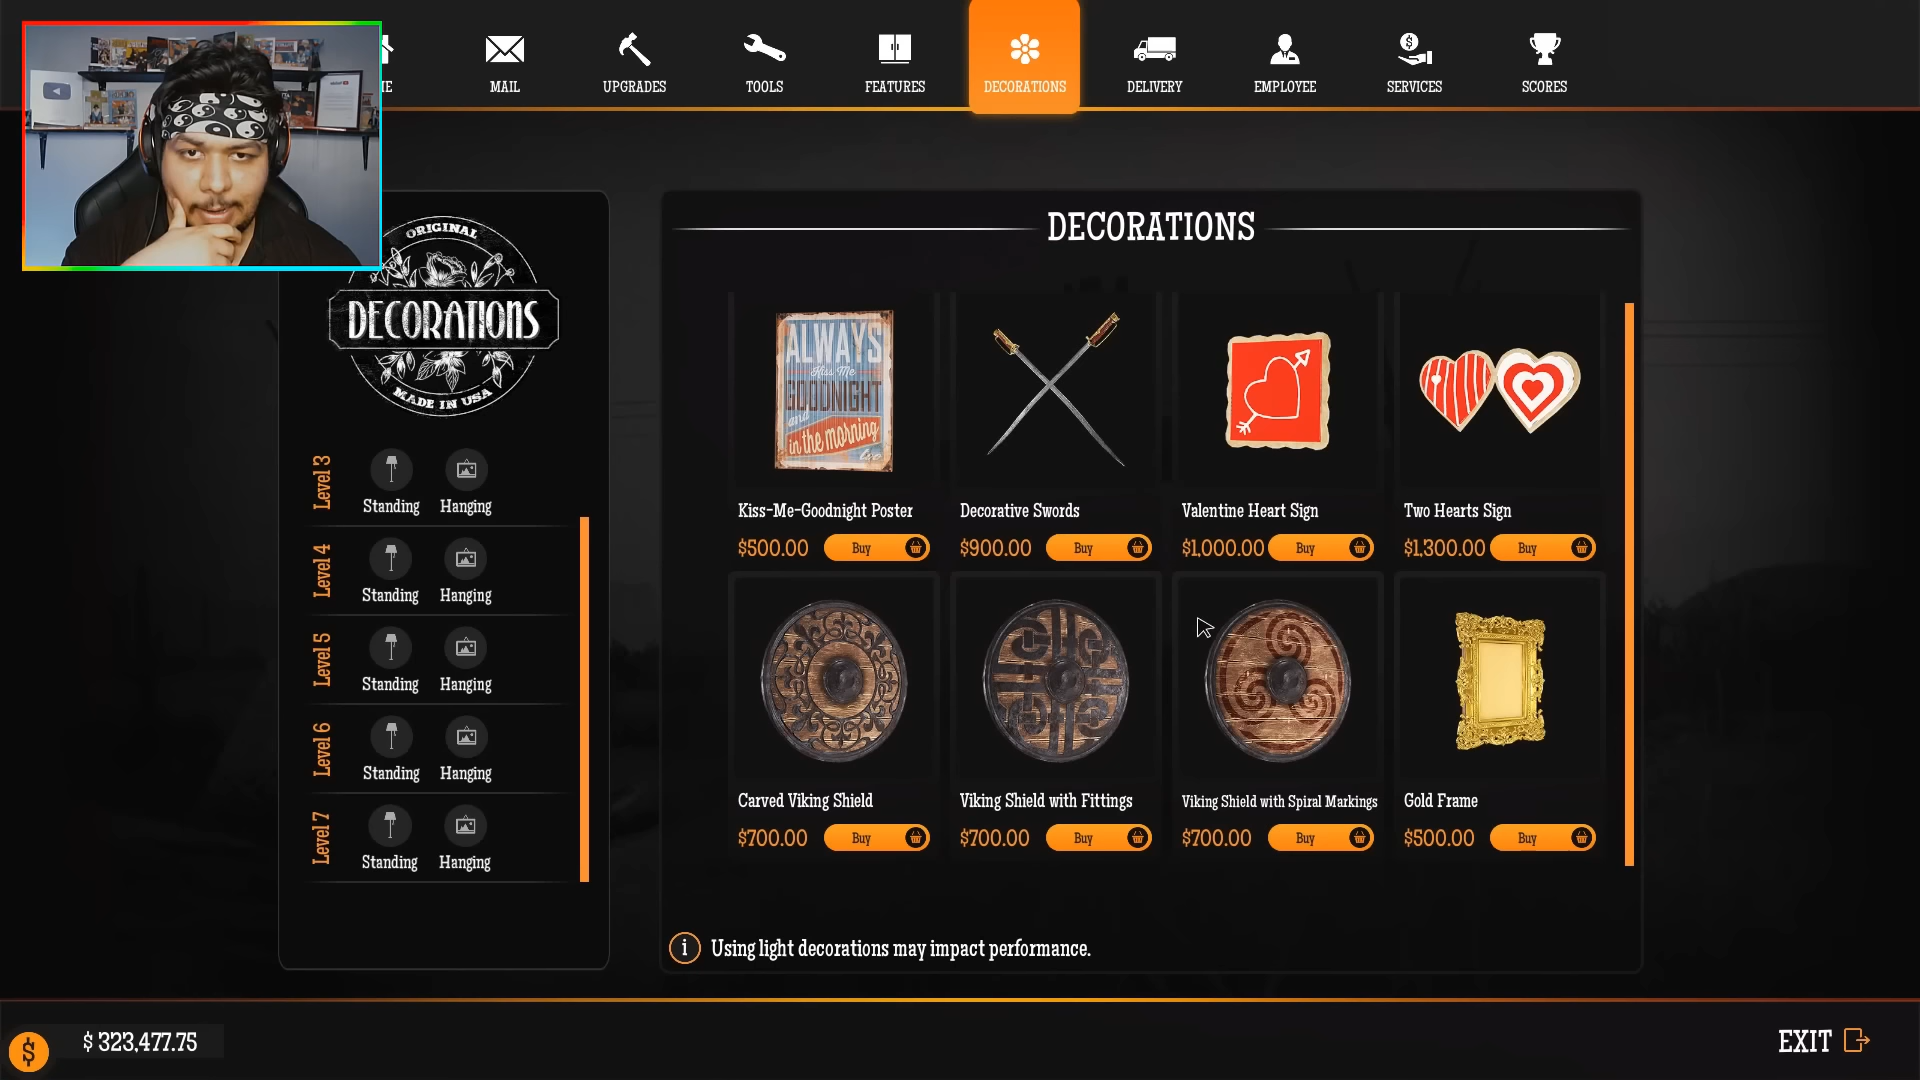 ME
MAIL
UPGRADES
TOOLS
FEATURES
DECORATIONS
DELIVERY
EMPLOYEE
SERVICES
SCORES
ORIGINAL
DECORATIONS
MADE IN USA
Level 3
Standing
Hanging
Level 4
Standing
Hanging
Level 5
Standing
Hanging
Level 6
Standing
Hanging
Level 7
Standing
Hanging
DECORATIONS
ALWAYS
Kiss Me
GOODNIGHT
and
in the morning
too
Kiss-Me-Goodnight Poster
$500.00 Buy
Decorative Swords
$900.00 Buy
Valentine Heart Sign
$1,000.00 Buy
Two Hearts Sign
$1,300.00 Buy
Carved Viking Shield
$700.00 Buy
Viking Shield with Fittings
$700.00 Buy
Viking Shield with Spiral Markings
$700.00 Buy
Gold Frame
$500.00 Buy
i Using light decorations may impact performance.
$ $ 323,477.75
EXIT